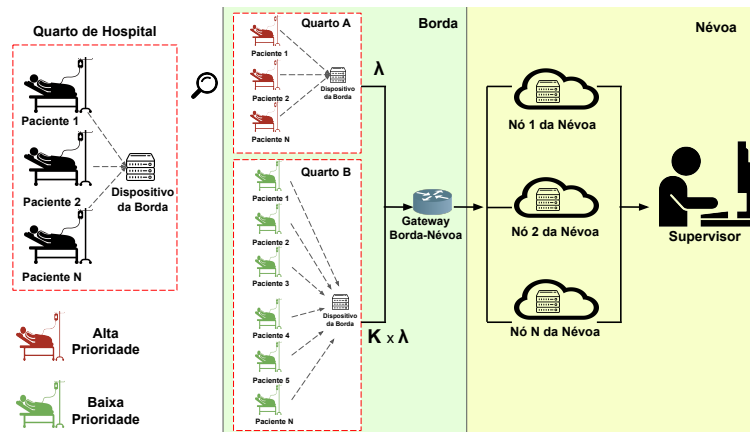 Quarto de Hospital
Paciente 1
Paciente 2
Paciente N
Dispositivo
da Borda
Alta
Prioridade
Baixa
Prioridade
Borda
Quarto A
Paciente 1
Paciente 2
Paciente N
Dispositivo
da Borda
λ
Quarto B
Paciente 1
Paciente 2
Paciente 3
Paciente 4
Paciente 5
Paciente N
Dispositivo
da Borda
K x λ
Gateway
Borda-Névoa
Névoa
Nó 1 da Névoa
Nó 2 da Névoa
Nó N da Névoa
Supervisor